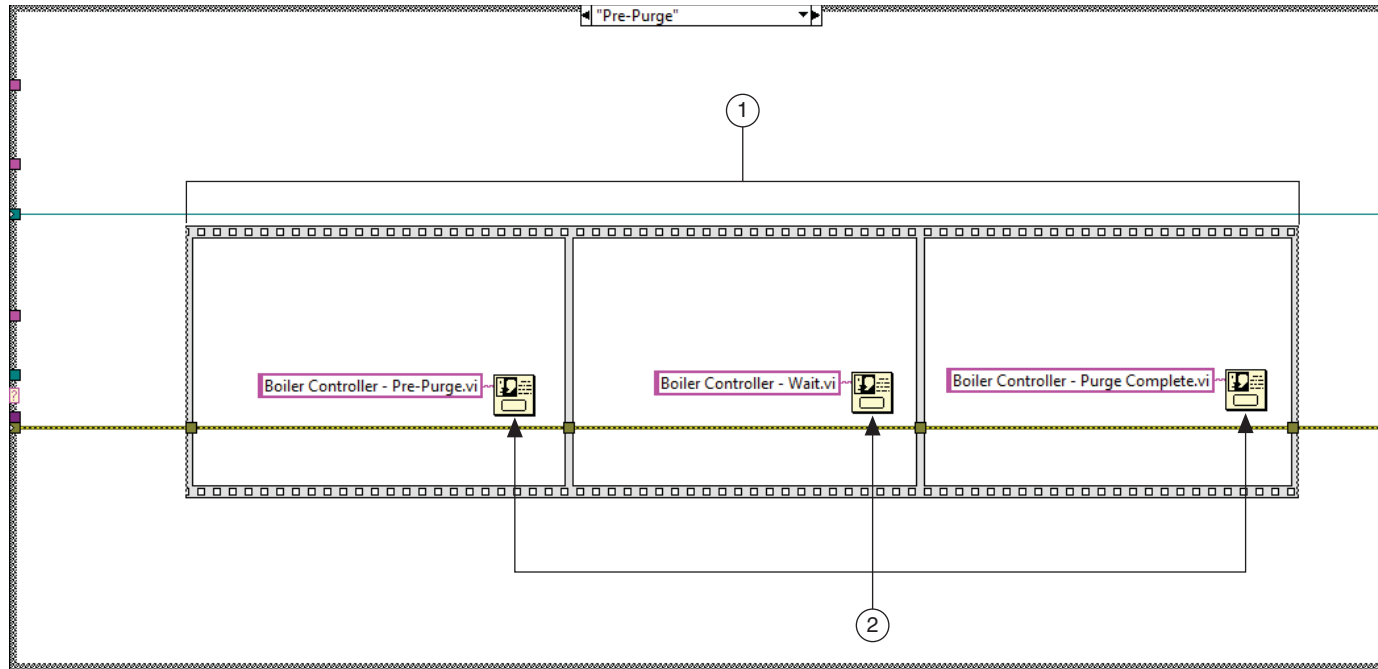 "Pre-Purge"
1
Boiler Controller - Pre-Purge.vi
Boiler Controller - Wait.vi
Boiler Controller - Purge Complete.vi
?
2